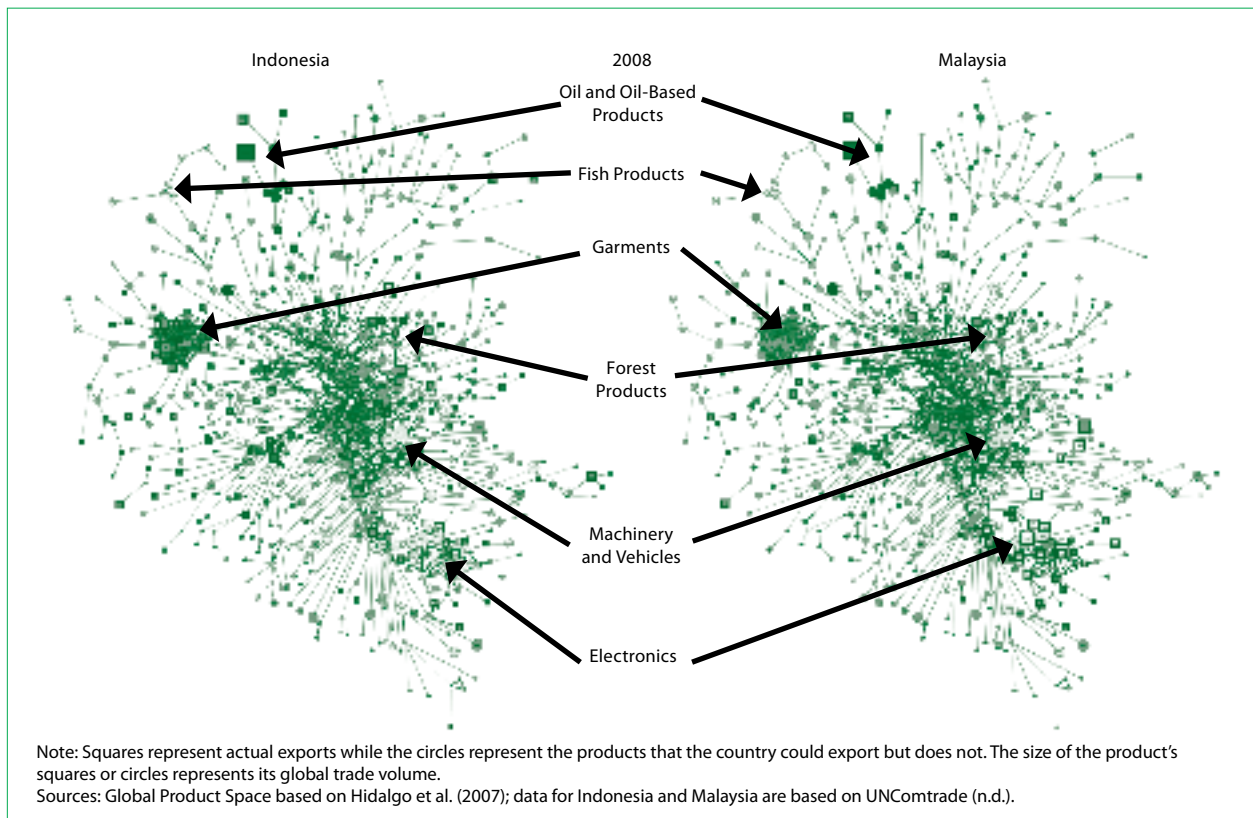 Indonesia
2008
Malaysia
Oil and Oil-Based
Products
Fish Products
Garments
Forest
Products
Machinery
and Vehicles
Electronics
Note: Squares represent actual exports while the circles represent the products that the country could export but does not. The size of the product’s
squares or circles represents its global trade volume.
Sources: Global Product Space based on Hidalgo et al. (2007); data for Indonesia and Malaysia are based on UNComtrade (n.d.).